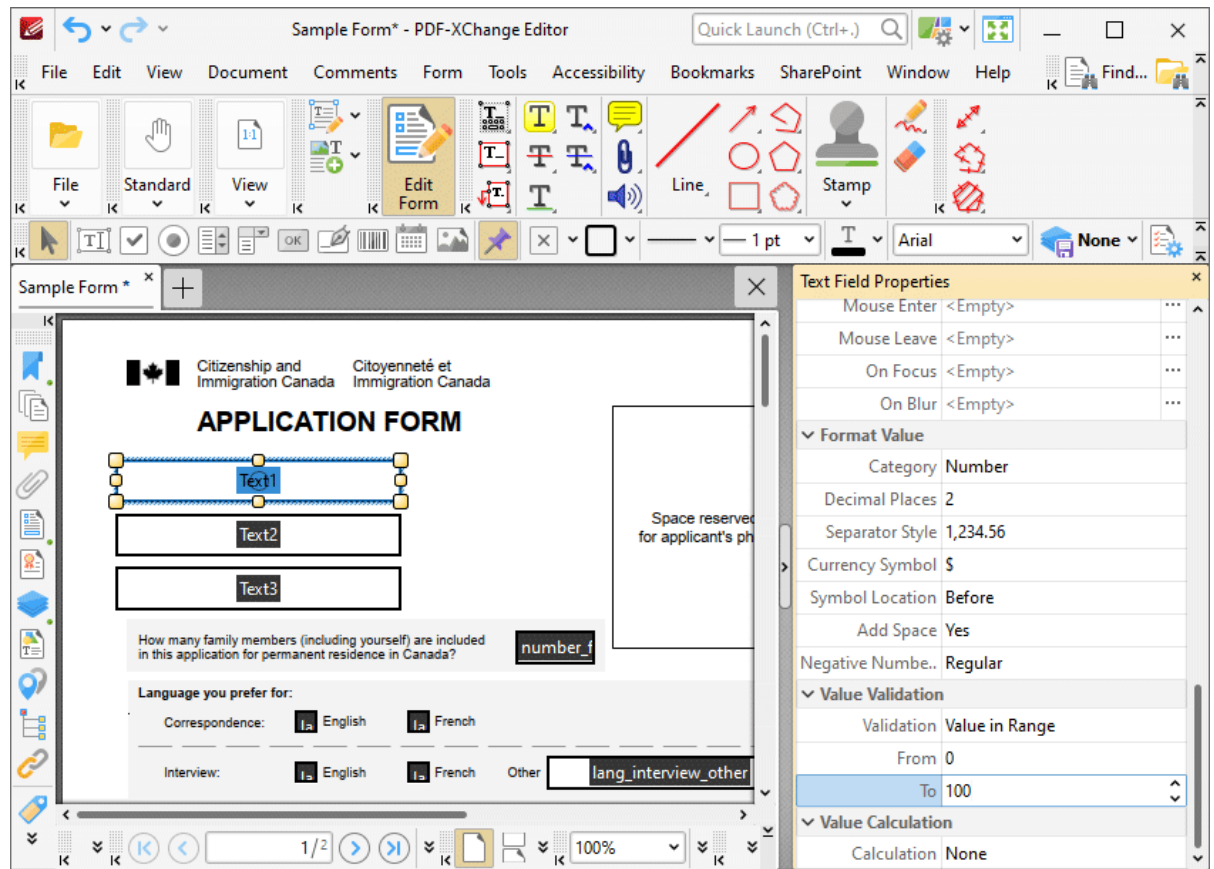 Sample Form* - PDF-XChange Editor
Quick Launch (Ctrl+.)
File Edit View Document Comments Form Tools Accessibility Bookmarks SharePoint Window Help Find...
File Standard View Edit Form Line Stamp
OK 1 pt Arial None
Sample Form *
Text Field Properties
Mouse Enter <Empty>
Mouse Leave <Empty>
On Focus <Empty>
On Blur <Empty>
Format Value
Category Number
Decimal Places 2
Separator Style 1,234.56
Currency Symbol $
Symbol Location Before
Add Space Yes
Negative Numbe.. Regular
Value Validation
Validation Value in Range
From 0
To 100
Value Calculation
Calculation None
Citizenship and Citoyenneté et
Immigration Canada Immigration Canada
APPLICATION FORM
Text1
Text2
Text3
Space reserved
for applicant's ph
How many family members (including yourself) are included
in this application for permanent residence in Canada?
number_f
Language you prefer for:
Correspondence: la English la French
Interview: la English la French Other lang_interview_other
1/2 100%